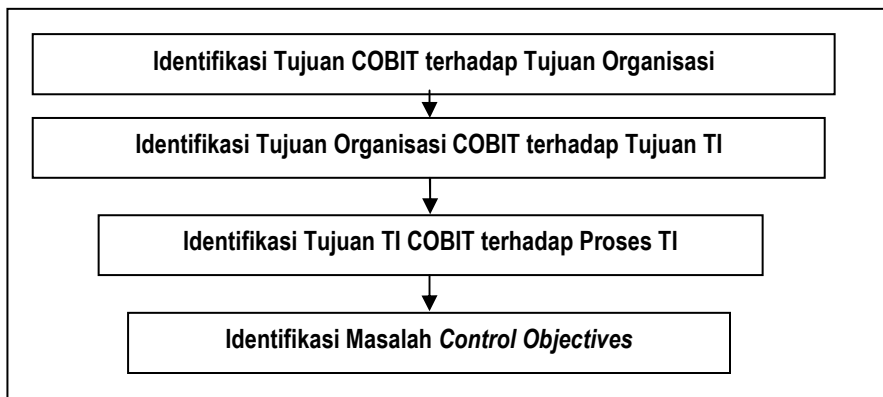 Identifikasi Tujuan COBIT terhadap Tujuan Organisasi
Identifikasi Tujuan Organisasi COBIT terhadap Tujuan TI
Identifikasi Tujuan TI COBIT terhadap Proses TI
Identifikasi Masalah Control Objectives